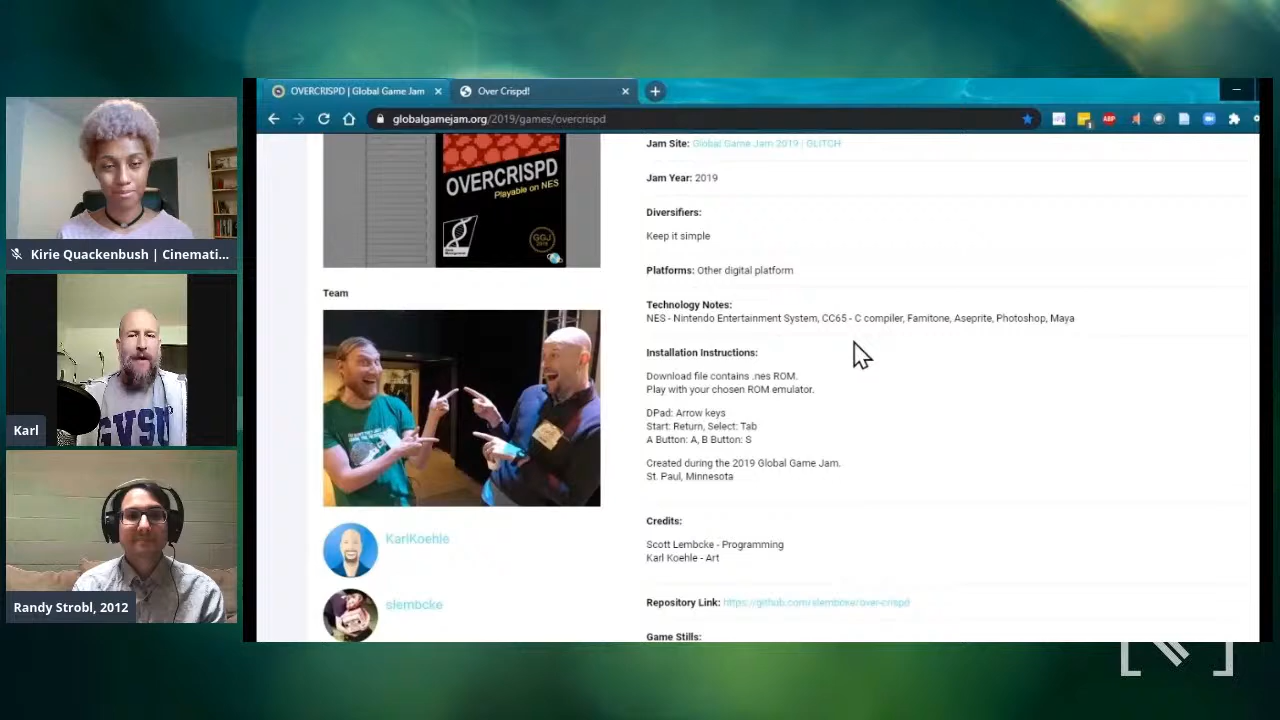 OVERCRISPD | Global Game Jam
Over Crispd!
globalgamejam.org/2019/games/overcrispd
ABP
OVERCRISPD
Playable on NES
GGJ
Team
KarlKoehle
slembcke
Jam Site: Global Game Jam 2019 | GLITCH
Jam Year: 2019
Diversifiers:
Keep it simple
Platforms: Other digital platform
Technology Notes:
NES - Nintendo Entertainment System, CC65 - C compiler, Famitone, Aseprite, Photoshop, Maya
Installation Instructions:
Download file contains .nes ROM.
Play with your chosen ROM emulator.
DPad: Arrow keys
Start: Return, Select: Tab
A Button: A, B Button: S
Created during the 2019 Global Game Jam.
St. Paul, Minnesota
Credits:
Scott Lembcke - Programming
Karl Koehle - Art
Repository Link: https://github.com/slembcke/over-crispd
Game Stills:
Kirie Quackenbush | Cinemati...
GVSU
Karl
Randy Strobl, 2012